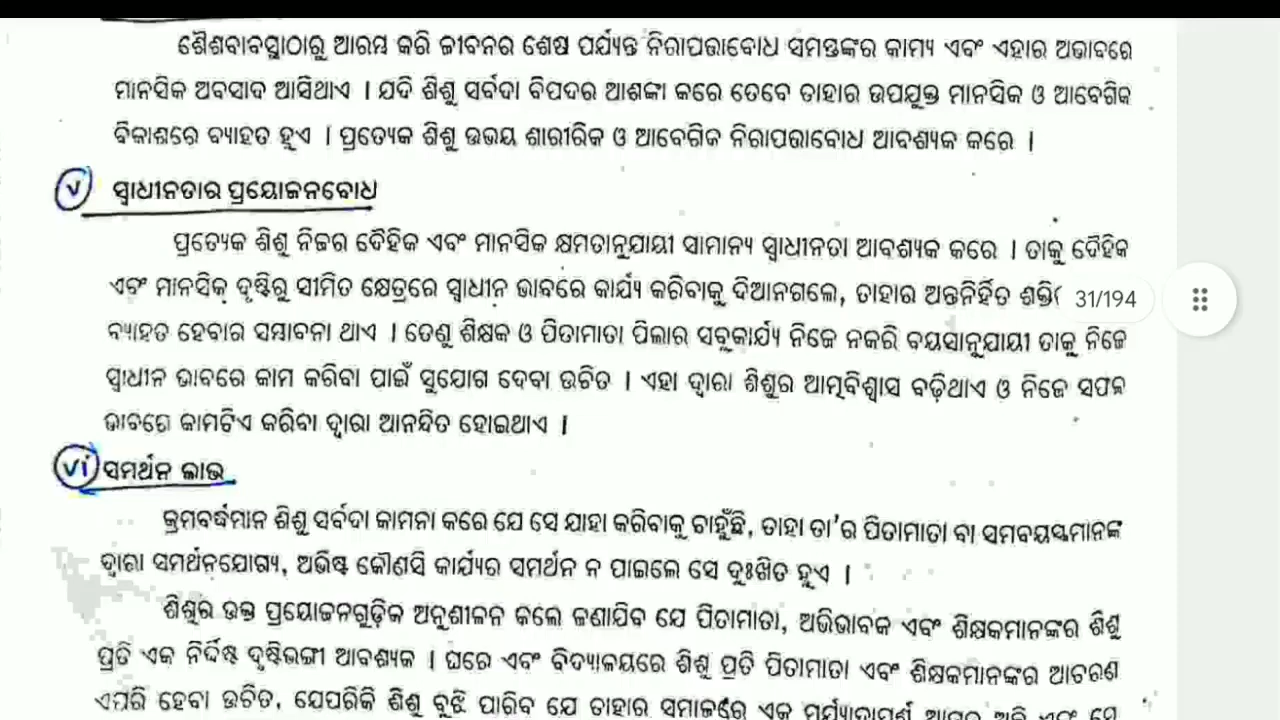 ଶୈଶବାବସ୍ଥାଠାରୁ ଆରମ୍ଭ କରି ଜୀବନର ଶେଷ ପର୍ଯ୍ୟନ୍ତ ନିରାପତ୍ତାବୋଧ ସମସ୍ତଙ୍କର କାମ୍ୟ ଏବଂ ଏହାର ଅଭାବରେ
ମାନସିକ ଅବସାଦ ଆସିଥାଏ । ଯଦି ଶିଶୁ ସର୍ବଦା ବିପଦର ଆଶଙ୍କା କରେ ତେବେ ତାହାର ଉପଯୁକ୍ତ ମାନସିକ ଓ ଆବେଗିକ
ବିକାଶରେ ବ୍ୟାହତ ହୁଏ । ପ୍ରତ୍ୟେକ ଶିଶୁ ଉଭୟ ଶାରୀରିକ ଓ ଆବେଗିକ ନିରାପତ୍ତାବୋଧ ଆବଶ୍ୟକ କରେ ।
v ସ୍ୱାଧୀନତାର ପ୍ରୟୋଜନବୋଧ
ପ୍ରତ୍ୟେକ ଶିଶୁ ନିଜର ଦୈହିକ ଏବଂ ମାନସିକ କ୍ଷମତାନୁଯାୟୀ ସାମାନ୍ୟ ସ୍ୱାଧୀନତା ଆବଶ୍ୟକ କରେ । ତାକୁ ଦୈହିକ
ଏବଂ ମାନସିକ ଦୃଷ୍ଟିରୁ ସୀମିତ କ୍ଷେତ୍ରରେ ସ୍ୱାଧୀନ ଭାବରେ କାର୍ଯ୍ୟ କରିବାକୁ ଦିଆନଗଲେ, ତାହାର ଅନ୍ତନିର୍ହିତ 31/194
ବ୍ୟାହତ ହେବାର ସମ୍ଭାବନା ଥାଏ । ତେଣୁ ଶିକ୍ଷକ ଓ ପିତାମାତା ପିଲାର ସବୁକାର୍ଯ୍ୟ ନିଜେ ନକରି ବୟସାନୁଯାୟୀ ତାକୁ ନିଜେ
ସ୍ୱାଧୀନ ଭାବରେ କାମ କରିବା ପାଇଁ ସୁଯୋଗ ଦେବା ଉଚିତ । ଏହା ଦ୍ୱାରା ଶିଶୁର ଆତ୍ମବିଶ୍ୱାସ ବଢ଼ିଥାଏ ଓ ନିଜେ ସଫଳ
ଭାବରେ କାମଟିଏ କରିବା ଦ୍ୱାରା ଆନନ୍ଦିତ ହୋଇଥାଏ ।
vi ସମର୍ଥନ ଲାଭ
କ୍ରମବର୍ଦ୍ଧମାନ ଶିଶୁ ସର୍ବଦା କାମନା କରେ ଯେ ସେ ଯାହା କରିବାକୁ ଚାହୁଁଛି, ତାହା ତା'ର ପିତାମାତା ବା ସମବୟସ୍କମାନଙ୍କ
ଦ୍ୱାରା ସମର୍ଥନଯୋଗ୍ୟ, ଅଭିଷ୍ଟ କୌଣସି କାର୍ଯ୍ୟର ସମର୍ଥନ ନ ପାଇଲେ ସେ ଦୁଃଖିତ ହୁଏ ।
ଶିଶୁର ଉକ୍ତ ପ୍ରୟୋଜନଗୁଡ଼ିକ ଅନୁଶୀଳନ କଲେ ଜଣାଯିବ ଯେ ପିତାମାତା, ଅଭିଭାବକ ଏବଂ ଶିକ୍ଷକମାନଙ୍କର ଶିଶୁ
ପ୍ରତି ଏକ ନିର୍ଦ୍ଦିଷ୍ଟ ଦୃଷ୍ଟିଭଙ୍ଗୀ ଆବଶ୍ୟକ । ଘରେ ଏବଂ ବିଦ୍ୟାଳୟରେ ଶିଶୁ ପ୍ରତି ପିତାମାତା ଏବଂ ଶିକ୍ଷକମାନଙ୍କର ଆଚରଣ
ଏମରି ହେବା ଉଚିତ, ଯେପରିକି ଶିଶୁ ବୁଝି ପାରିବ ଯେ ତାହାର ସମାଜରେ ଏକ